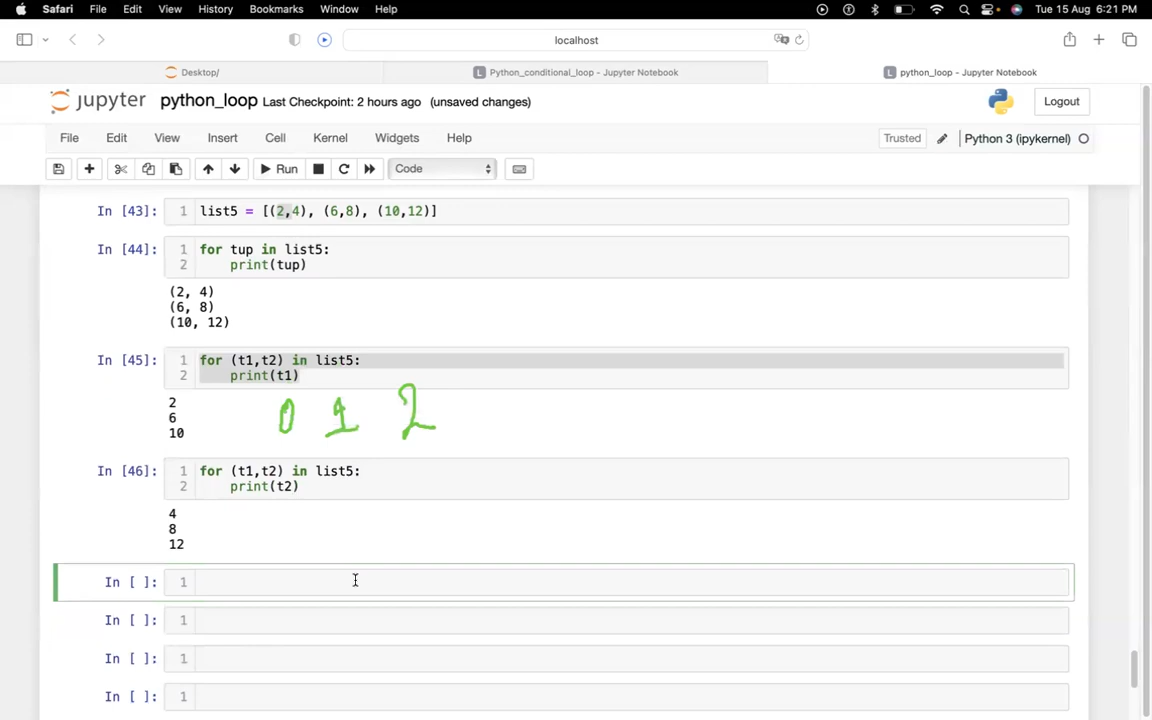 Safari File Edit View History Bookmarks Window Help Tue 15 Aug 6:21 PM
localhost
Desktop/ Python_conditional_loop - Jupyter Notebook python_loop - Jupyter Notebook
jupyter python_loop Last Checkpoint: 2 hours ago (unsaved changes) Logout
File Edit View Insert Cell Kernel Widgets Help Trusted Python 3 (ipykernel)
Run Code
In [43]: 1 list5 = [(2,4), (6,8), (10,12)]
In [44]: 1 for tup in list5:
2 print(tup)
(2, 4)
(6, 8)
(10, 12)
In [45]: 1 for (t1,t2) in list5:
2 print(t1)
2
6
10
0 1 2
In [46]: 1 for (t1,t2) in list5:
2 print(t2)
4
8
12
In [ ]: 1
In [ ]: 1
In [ ]: 1
In [ ]: 1